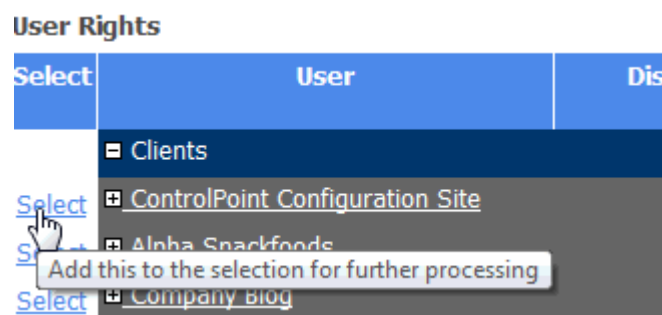 User Rights
Select User Dis
Clients
Select ControlPoint Configuration Site
Alpha Snackfoods
Add this to the selection for further processing
Select Company Blog